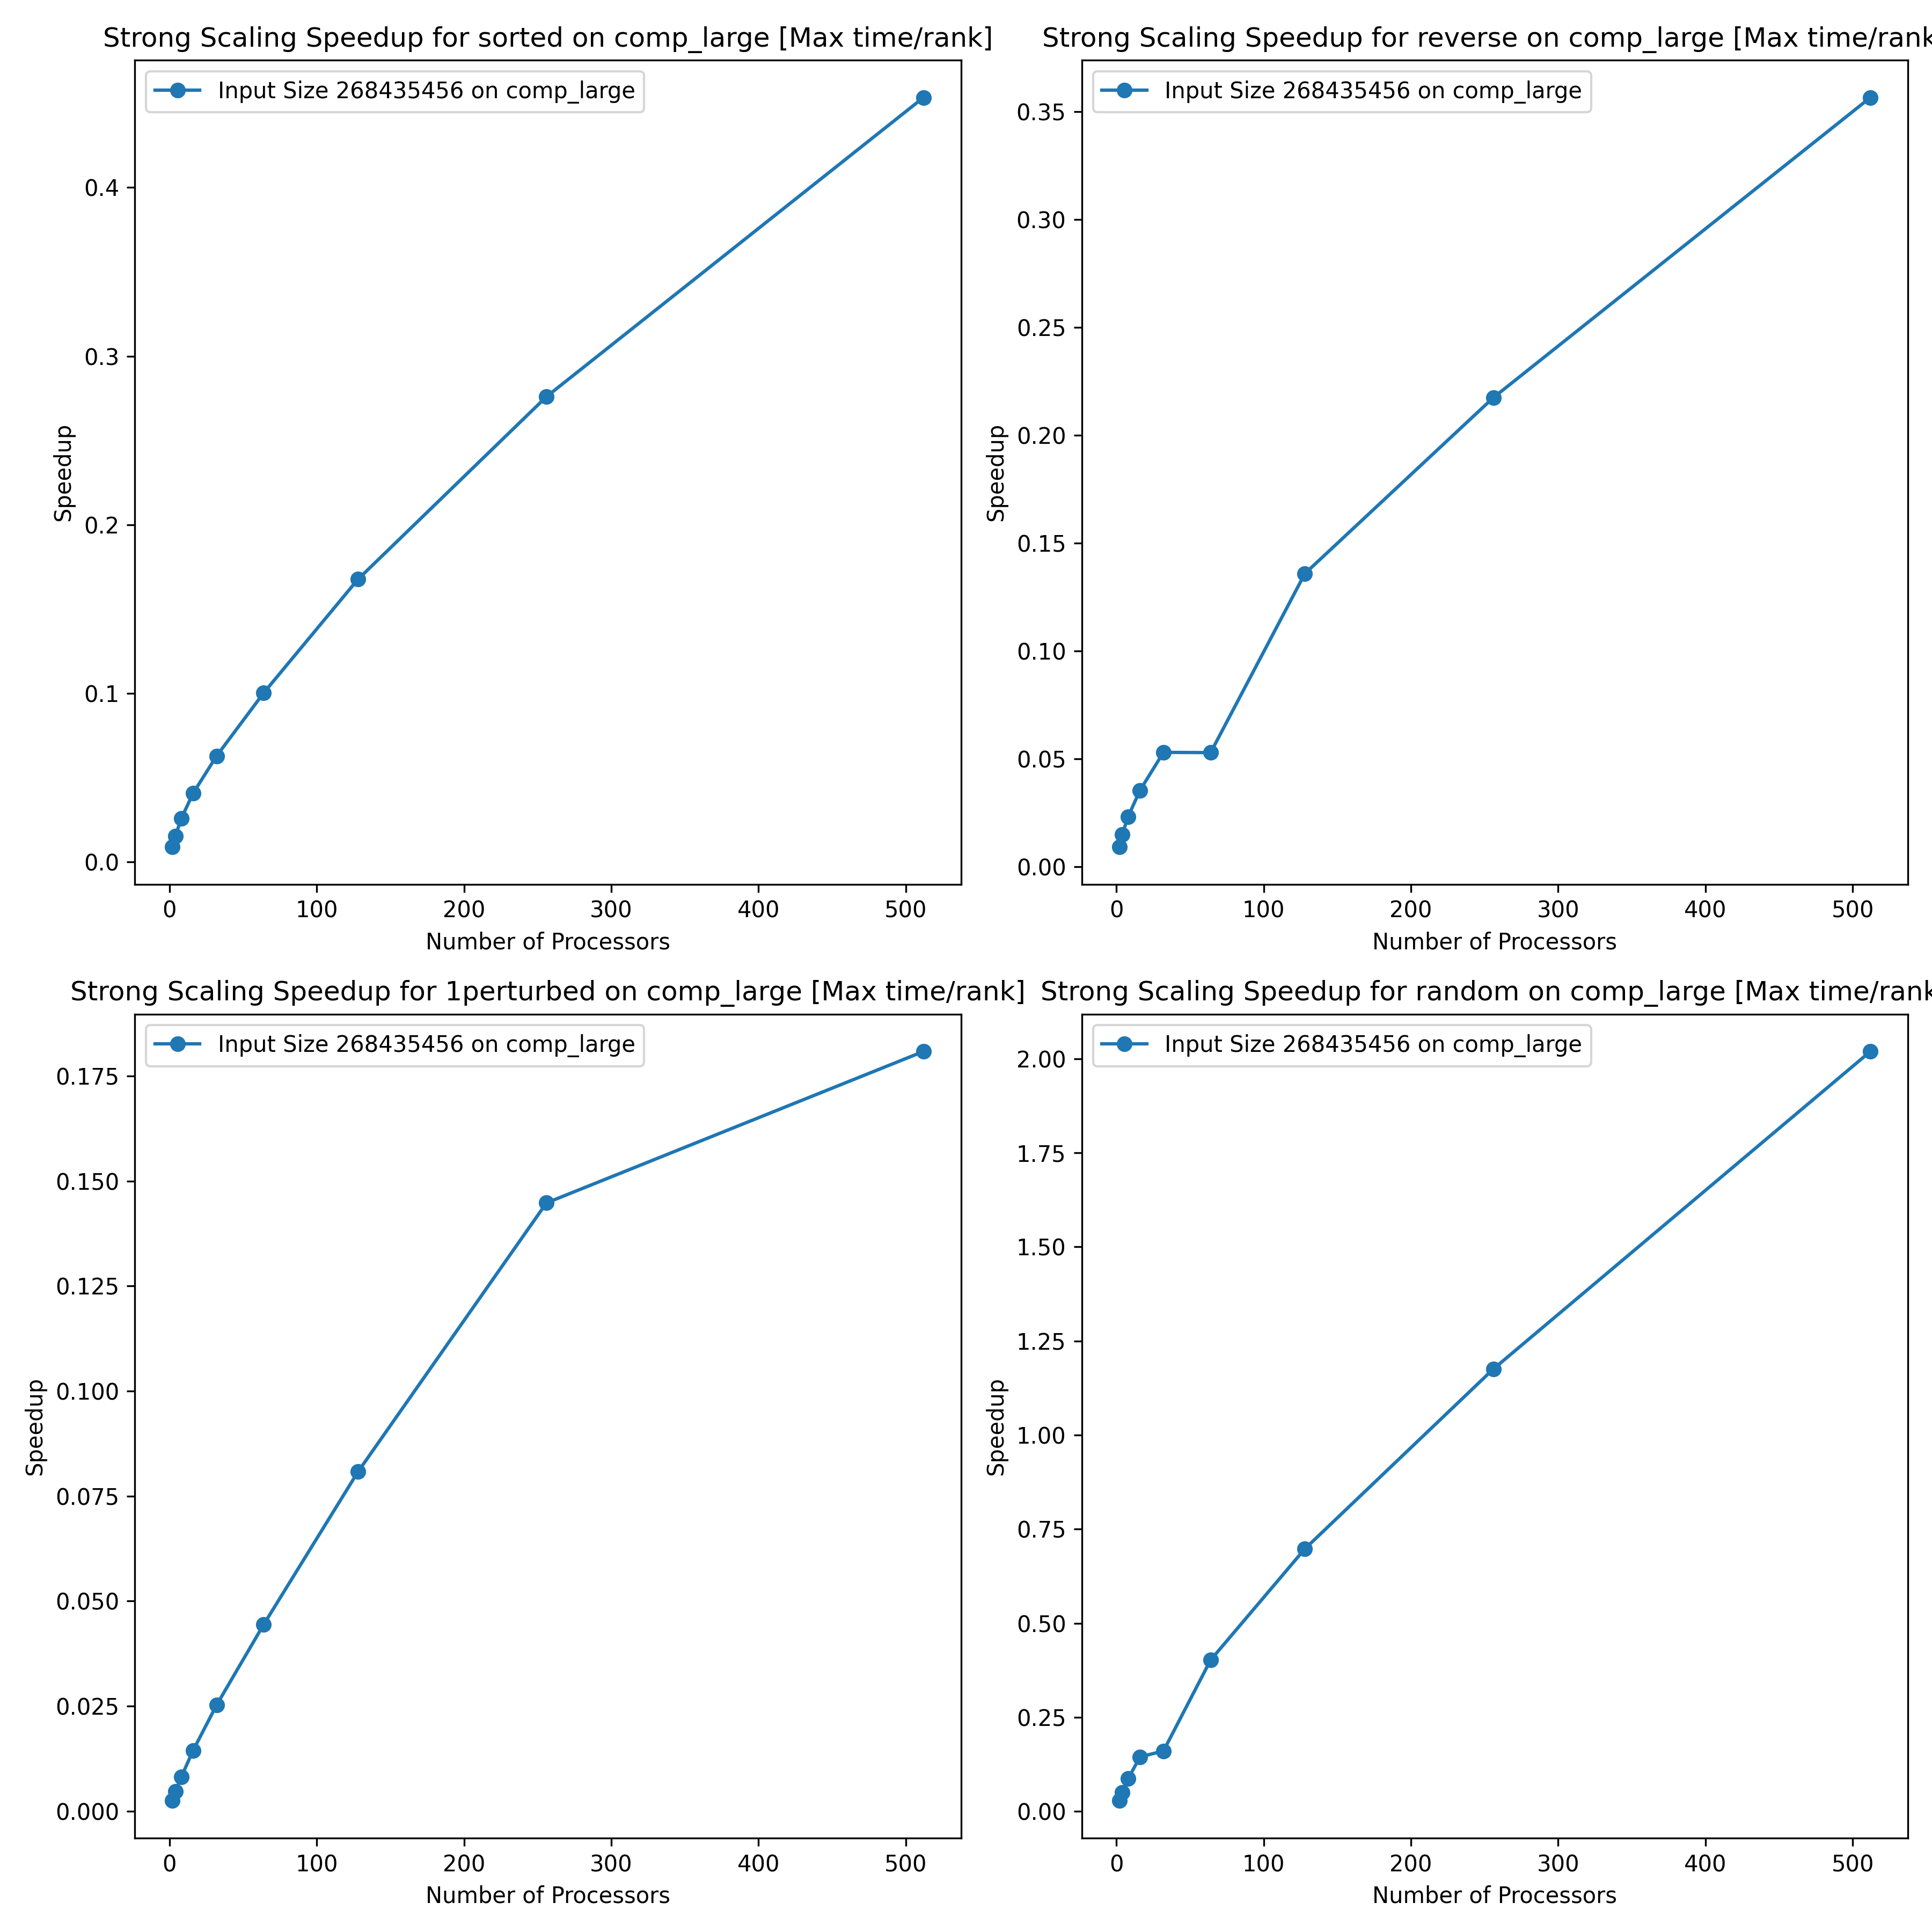 Strong Scaling Speedup for sorted on comp_large [Max time/rank]
Input Size 268435456 on comp_large
0.4
0.3
0.2
0.1
0.0
Speedup
0 100 200 300 400 500
Number of Processors
Strong Scaling Speedup for reverse on comp_large [Max time/rank
Input Size 268435456 on comp_large
0.35
0.30
0.25
0.20
0.15
0.10
0.05
0.00
Speedup
0 100 200 300 400 500
Number of Processors
Strong Scaling Speedup for 1perturbed on comp_large [Max time/rank]
Input Size 268435456 on comp_large
0.175
0.150
0.125
0.100
0.075
0.050
0.025
0.000
Speedup
0 100 200 300 400 500
Number of Processors
Strong Scaling Speedup for random on comp_large [Max time/rank
Input Size 268435456 on comp_large
2.00
1.75
1.50
1.25
1.00
0.75
0.50
0.25
0.00
Speedup
0 100 200 300 400 500
Number of Processors